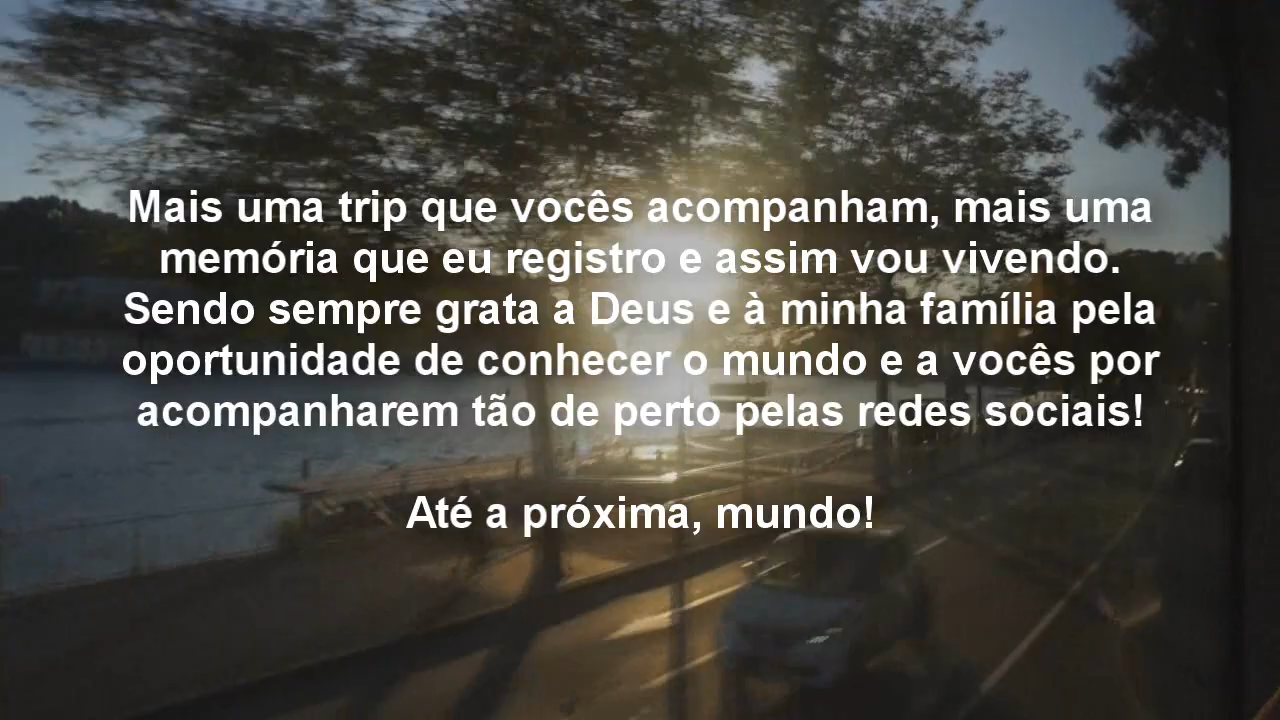 Mais uma trip que vocês acompanham, mais uma
memória que eu registro e assim vou vivendo.
Sendo sempre grata a Deus e à minha família pela
oportunidade de conhecer o mundo e a vocês por
acompanharem tão de perto pelas redes sociais!
Até a próxima, mundo!